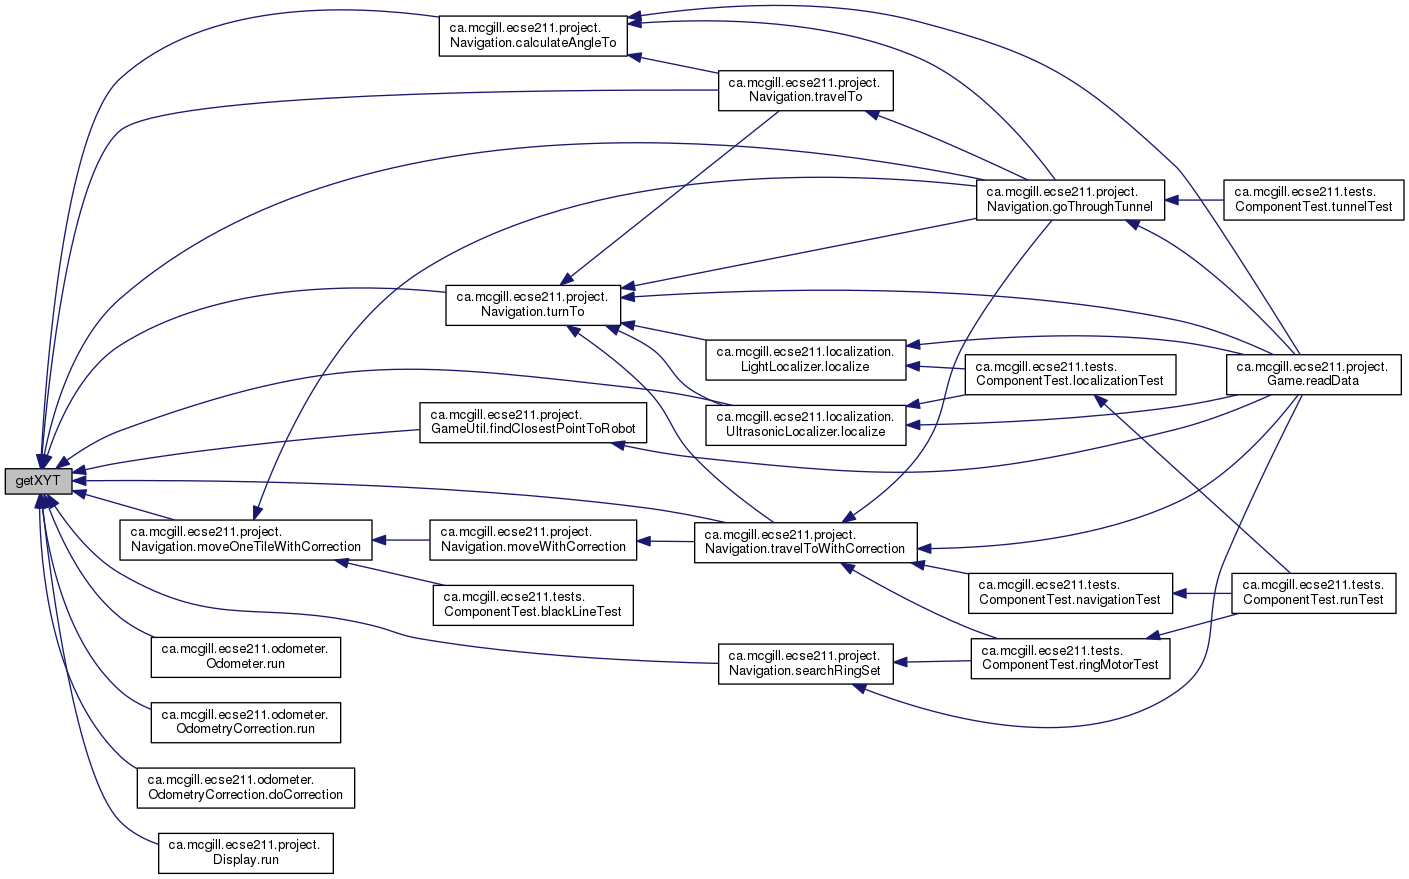 ca.mcgill.ecse211.project.
Navigation.calculateAngleTo
ca.mcgill.ecse211.project.
Navigation.travelTo
ca.mcgill.ecse211.project.
Navigation.goThroughTunnel
ca.mcgill.ecse211.tests.
ComponentTest.tunnelTest
ca.mcgill.ecse211.project.
Navigation.turnTo
ca.mcgill.ecse211.localization.
LightLocalizer.localize
ca.mcgill.ecse211.tests.
ComponentTest.localizationTest
ca.mcgill.ecse211.project.
Game.readData
ca.mcgill.ecse211.project.
GameUtil.findClosestPointToRobot
ca.mcgill.ecse211.localization.
UltrasonicLocalizer.localize
getXYT
ca.mcgill.ecse211.project.
Navigation.moveOneTileWithCorrection
ca.mcgill.ecse211.project.
Navigation.moveWithCorrection
ca.mcgill.ecse211.project.
Navigation.travelToWithCorrection
ca.mcgill.ecse211.tests.
ComponentTest.blackLineTest
ca.mcgill.ecse211.tests.
ComponentTest.navigationTest
ca.mcgill.ecse211.tests.
ComponentTest.runTest
ca.mcgill.ecse211.odometer.
Odometer.run
ca.mcgill.ecse211.project.
Navigation.searchRingSet
ca.mcgill.ecse211.tests.
ComponentTest.ringMotorTest
ca.mcgill.ecse211.odometer.
OdometryCorrection.run
ca.mcgill.ecse211.odometer.
OdometryCorrection.doCorrection
ca.mcgill.ecse211.project.
Display.run